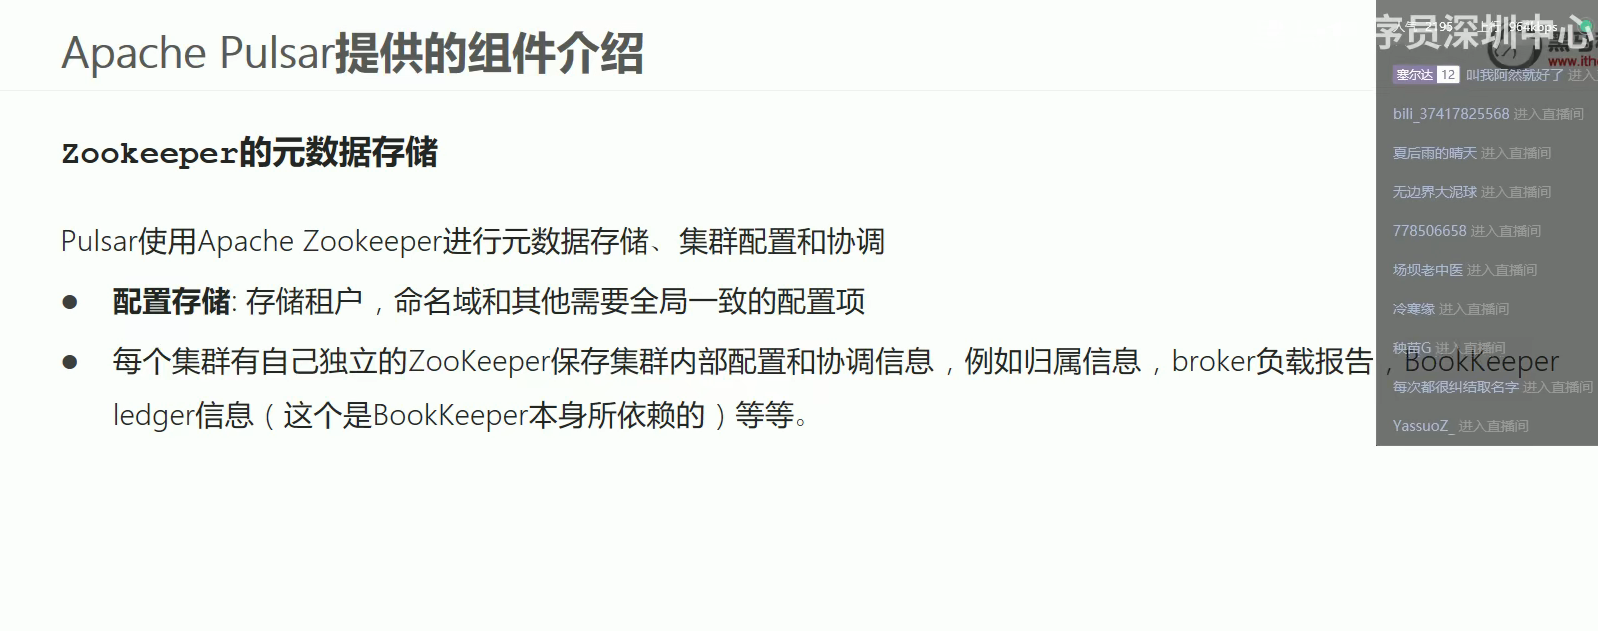 Apache Pulsar提供的组件介绍
Zookeeper的元数据存储
Pulsar使用Apache Zookeeper进行元数据存储、集群配置和协调
● 配置存储: 存储租户，命名域和其他需要全局一致的配置项
● 每个集群有自己独立的ZooKeeper保存集群内部配置和协调信息，例如归属信息，broker负载报告，BookKeeper
ledger信息（这个是BookKeeper本身所依赖的）等等。
序员深圳中心
人气: 2195 上行: 964kbps
www.ith
塞尔达 12 叫我阿然就好了 进入
bili_37417825568 进入直播间
夏后雨的晴天 进入直播间
无边界大泥球 进入直播间
778506658 进入直播间
场坝老中医 进入直播间
冷寒缘 进入直播间
秧苗G 进入直播间
每次都很纠结取名字 进入直播间
YassuoZ_ 进入直播间